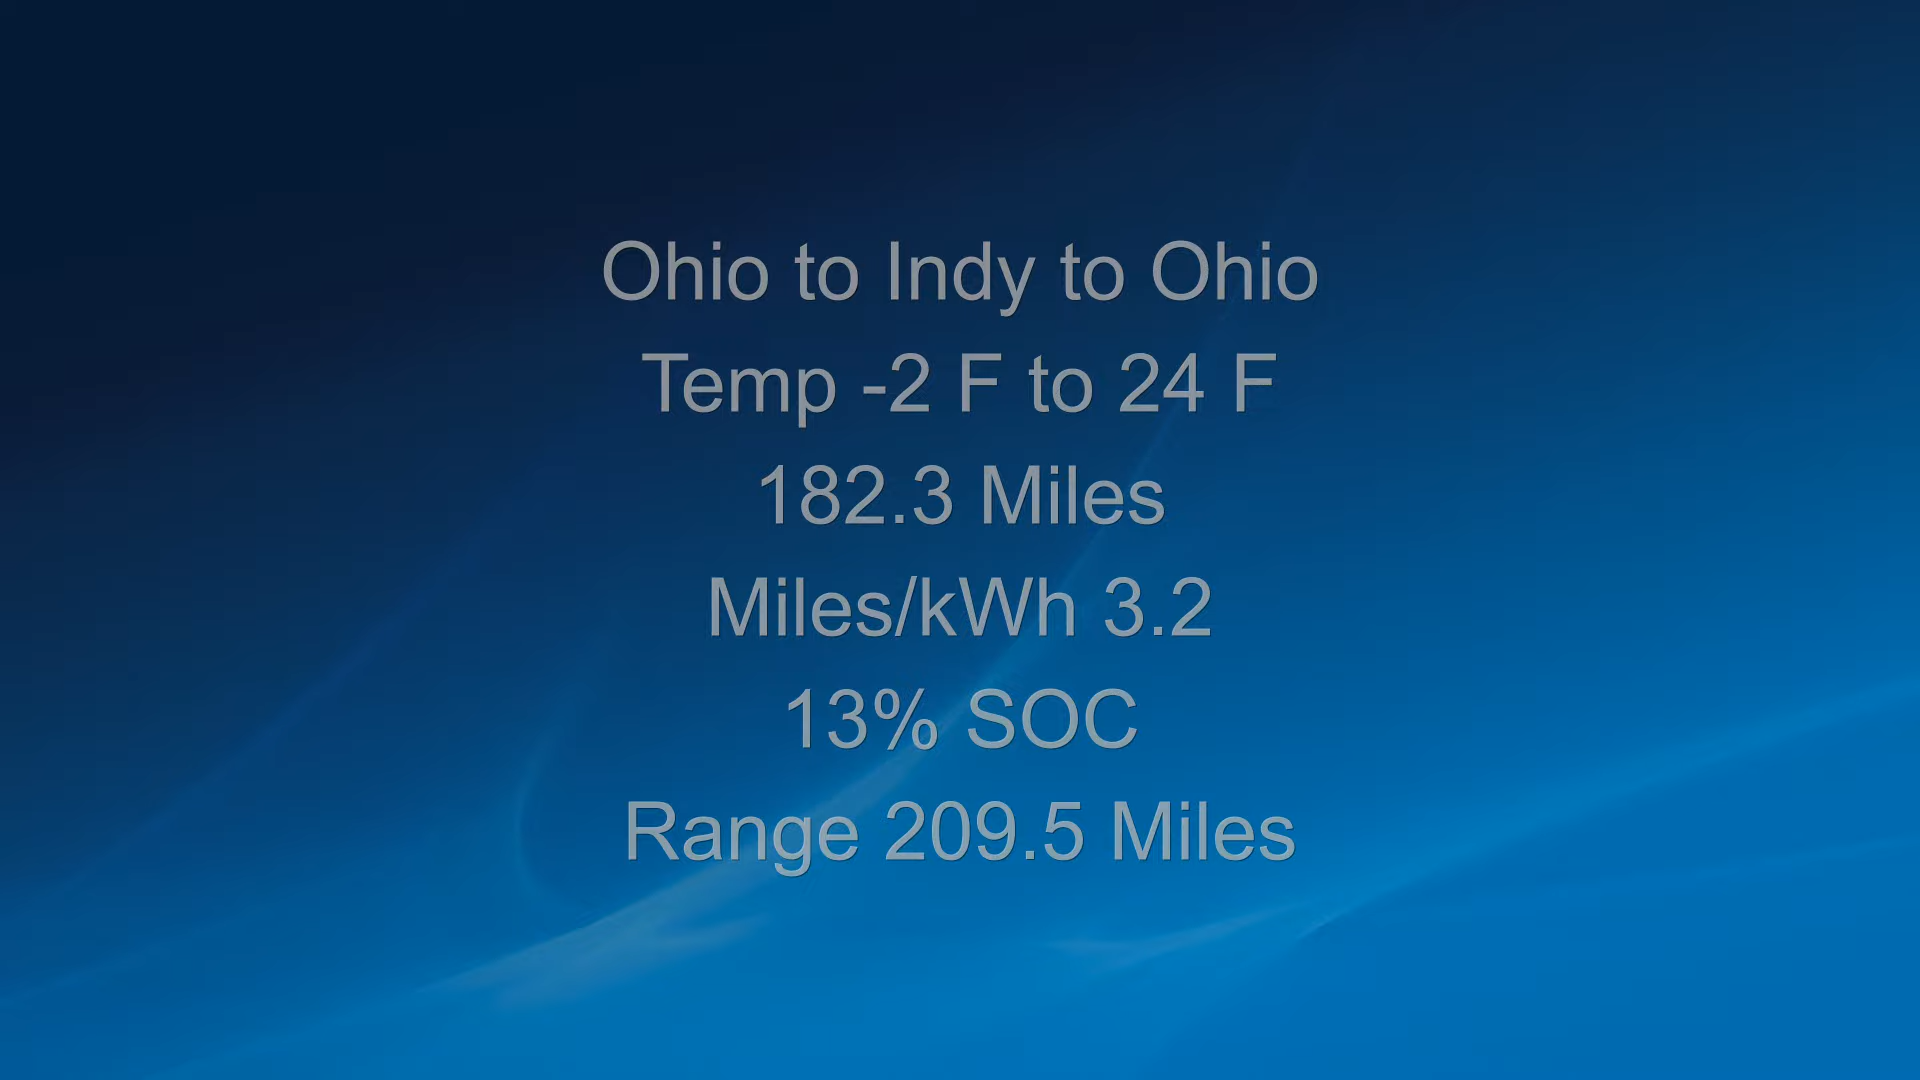 Ohio to Indy to Ohio
Temp -2 F to 24 F
182.3 Miles
Miles/kWh 3.2
13% SOC
Range 209.5 Miles